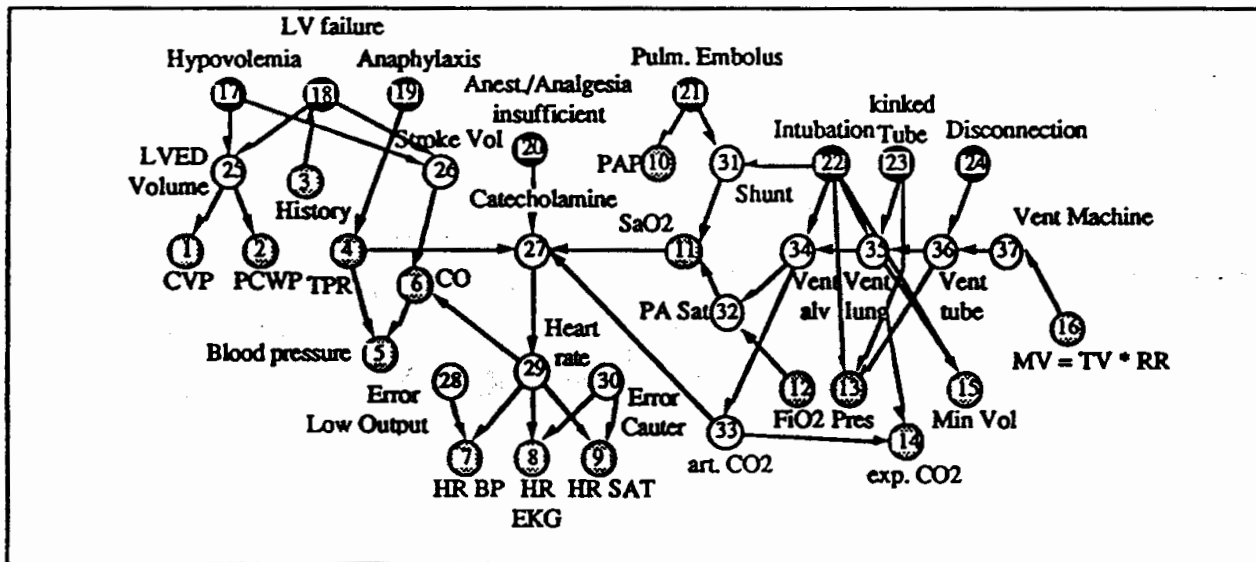 LV failure
Hypovolemia
Anaphylaxis
Pulm. Embolus
Anest./Analgesia
insufficient
kinked
Tube
Intubation
Disconnection
17
18
19
20
21
22
23
24
LVED
Volume
25
3
History
Stroke Vol
26
PAP
10
31
Shunt
Catecholamine
SaO2
Vent Machine
1
CVP
2
PCWP
4
TPR
27
11
34
35
36
37
6
CO
PA Sat
32
Vent
alv
Vent
lung
Vent
tube
16
MV = TV * RR
Blood pressure
5
Heart
rate
29
28
Error
Low Output
30
Error
Cauter
12
FiO2
13
Pres
15
Min Vol
33
art. CO2
14
exp. CO2
7
HR BP
8
HR
EKG
9
HR SAT